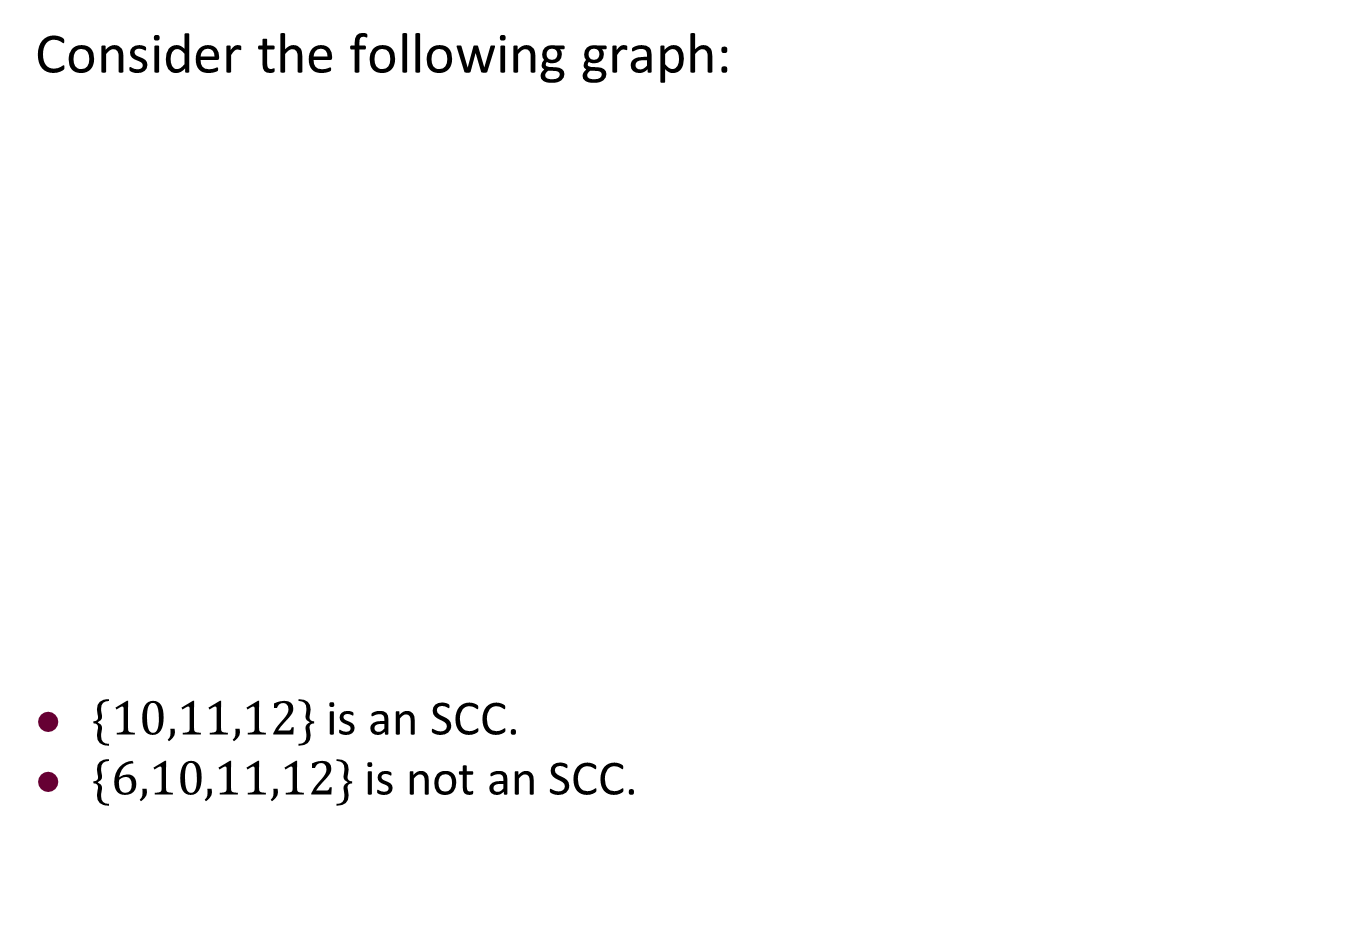 Consider the following graph:
● {10,11,12} is an SCC.
● {6,10,11,12} is not an SCC.